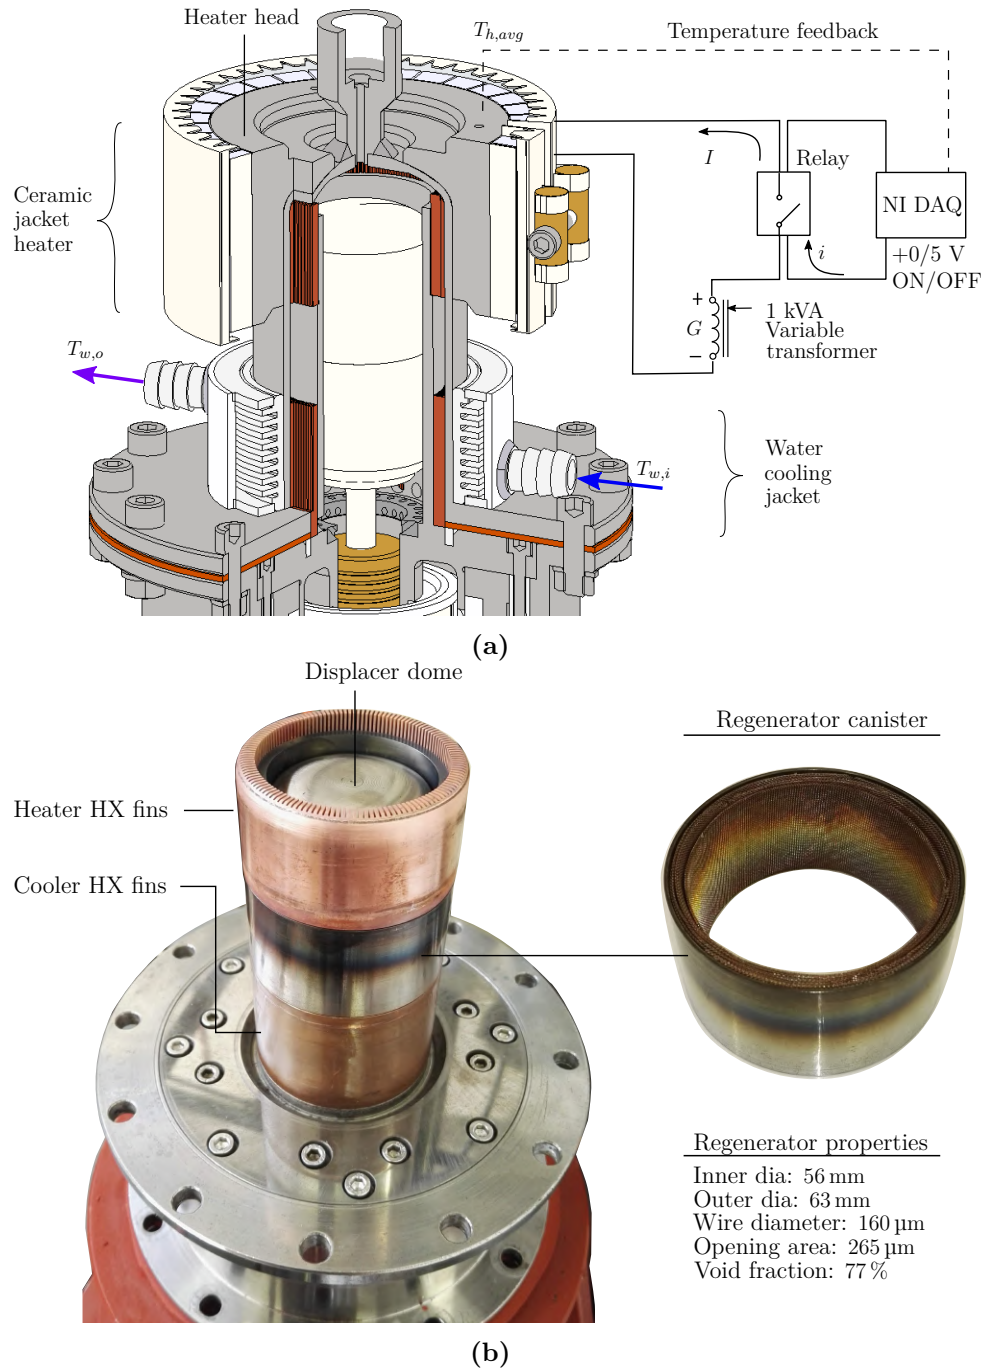 Heater head
T_{h,avg}
Temperature feedback
I
Relay
NI DAQ
Ceramic
jacket
heater
i
+0/5 V
ON/OFF
+
G
−
1 kVA
Variable
transformer
T_{w,o}
T_{w,i}
Water
cooling
jacket
(a)
Displacer dome
Regenerator canister
Heater HX fins
Cooler HX fins
Regenerator properties
Inner dia: 56 mm
Outer dia: 63 mm
Wire diameter: 160 µm
Opening area: 265 µm
Void fraction: 77 %
(b)